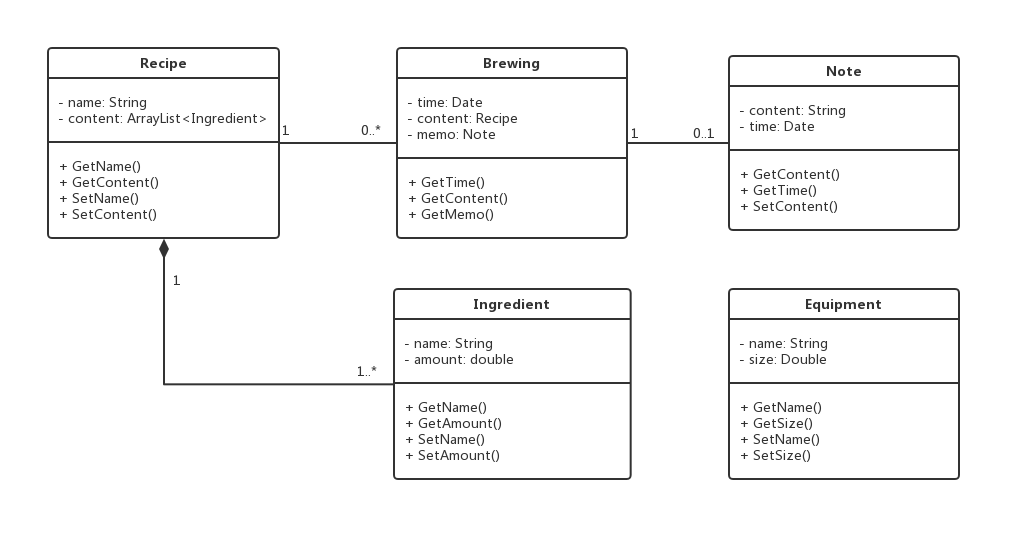 Recipe
- name: String
- content: ArrayList<Ingredient>
+ GetName()
+ GetContent()
+ SetName()
+ SetContent()
1
0..*
Brewing
- time: Date
- content: Recipe
- memo: Note
+ GetTime()
+ GetContent()
+ GetMemo()
1
0..1
Note
- content: String
- time: Date
+ GetContent()
+ GetTime()
+ SetContent()
1
1..*
Ingredient
- name: String
- amount: double
+ GetName()
+ GetAmount()
+ SetName()
+ SetAmount()
Equipment
- name: String
- size: Double
+ GetName()
+ GetSize()
+ SetName()
+ SetSize()